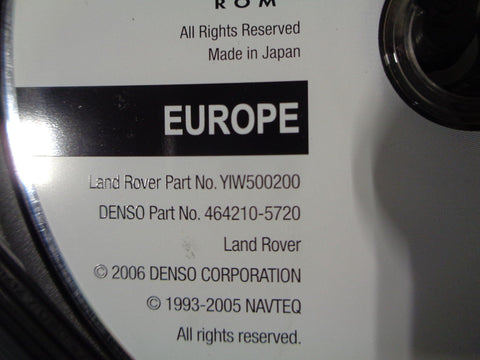 ROM
All Rights Reserved
Made in Japan
EUROPE
Land Rover Part No. YIW500200
DENSO Part No. 464210-5720
Land Rover
© 2006 DENSO CORPORATION
© 1993-2005 NAVTEQ
All rights reserved.